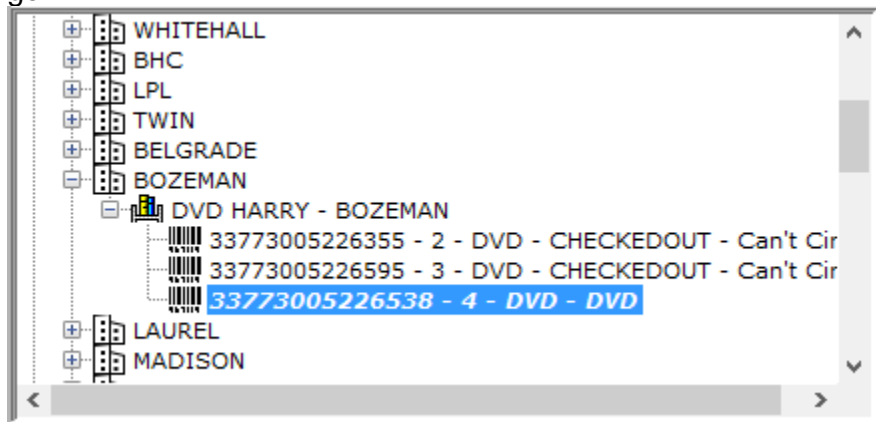 WHITEHALL
BHC
LPL
TWIN
BELGRADE
BOZEMAN
DVD HARRY - BOZEMAN
33773005226355 - 2 - DVD - CHECKEDOUT - Can't Cir
33773005226595 - 3 - DVD - CHECKEDOUT - Can't Cir
33773005226538 - 4 - DVD - DVD
LAUREL
MADISON